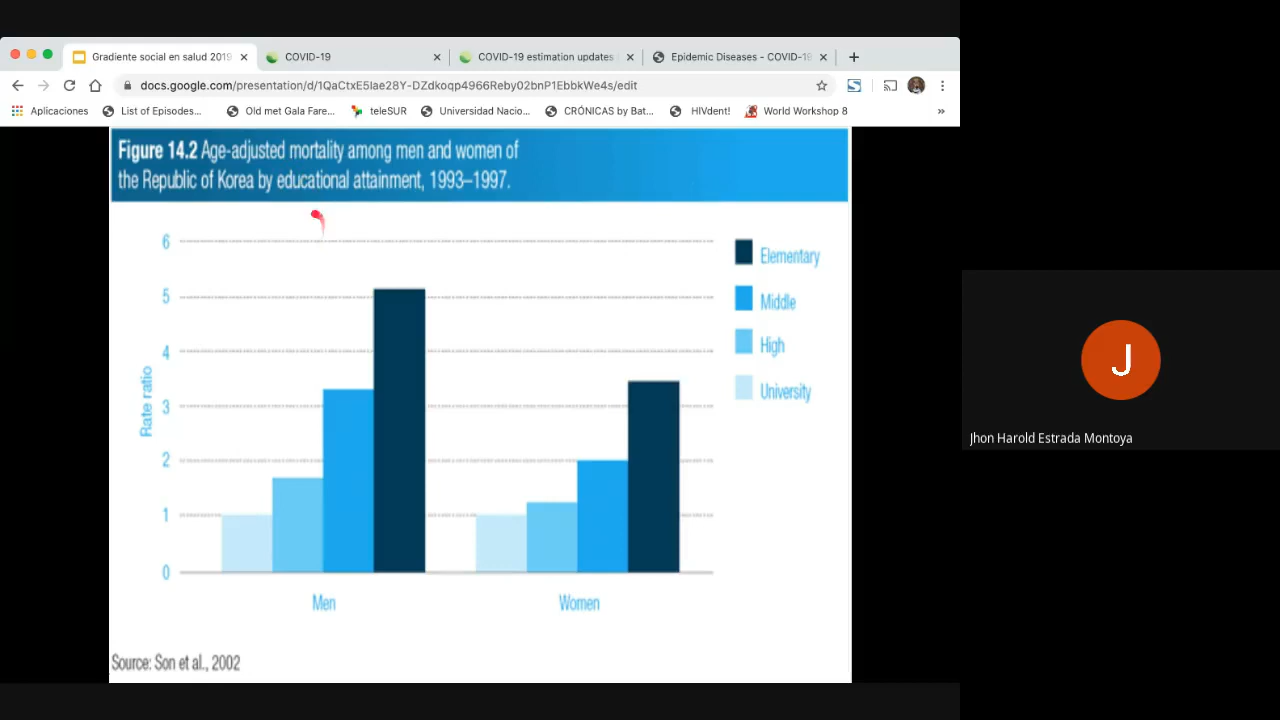 Gradiente social en salud 2019
COVID-19
COVID-19 estimation updates
Epidemic Diseases - COVID-19
docs.google.com/presentation/d/1QaCtxE5Iae28Y-DZdkoqp4966Reby02bnP1EbbkWe4s/edit
Aplicaciones
List of Episodes...
Old met Gala Fare...
teleSUR
Universidad Nacio...
CRÓNICAS by Bat...
HIVdent!
World Workshop 8
»
Figure 14.2 Age-adjusted mortality among men and women of
the Republic of Korea by educational attainment, 1993–1997.
6
5
4
3
2
1
0
Rate ratio
Elementary
Middle
High
University
Men
Women
Source: Son et al., 2002
J
Jhon Harold Estrada Montoya